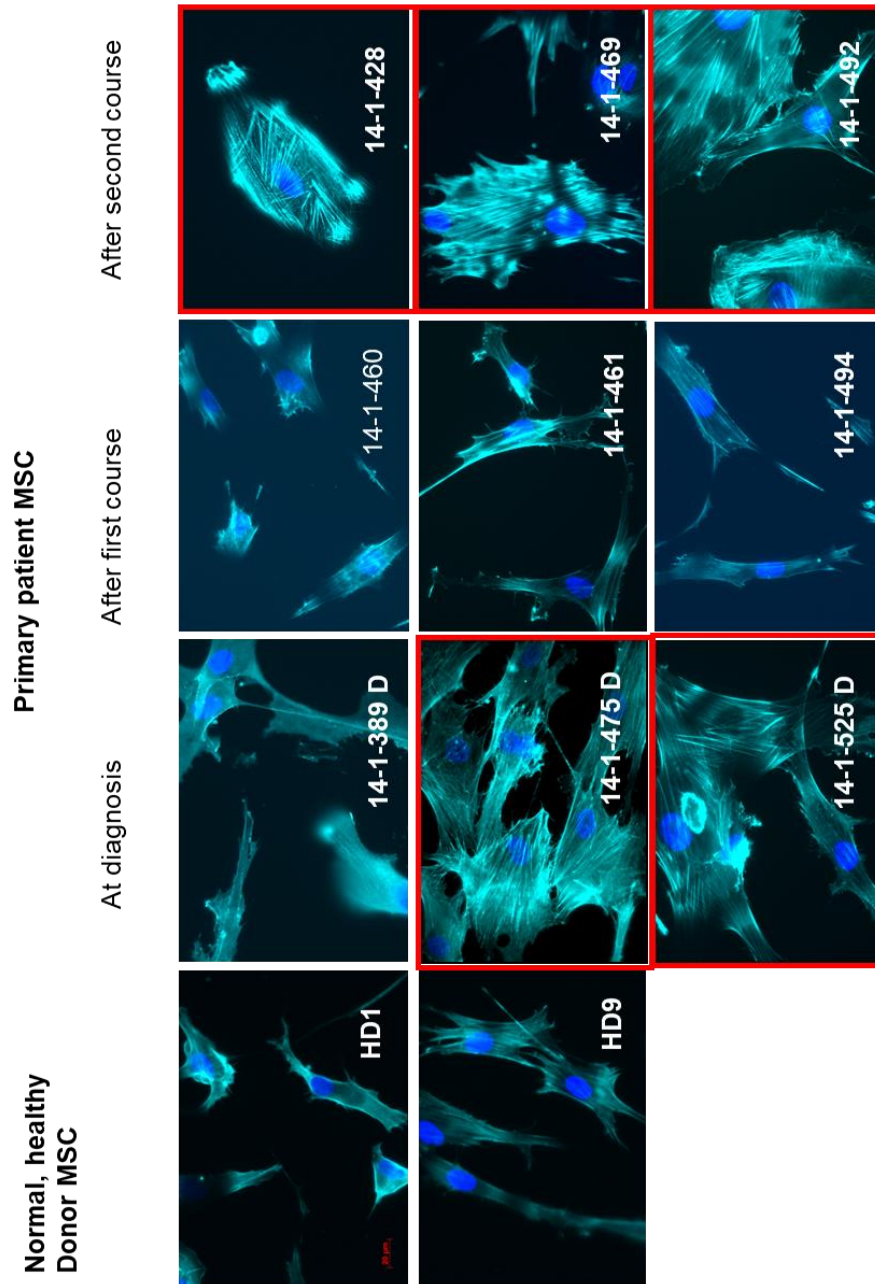 Primary patient MSC
Normal, healthy
Donor MSC
At diagnosis
After first course
After second course
HD1
14-1-389 D
14-1-460
14-1-428
20 µm
HD9
14-1-475 D
14-1-461
14-1-469
14-1-525 D
14-1-494
14-1-492